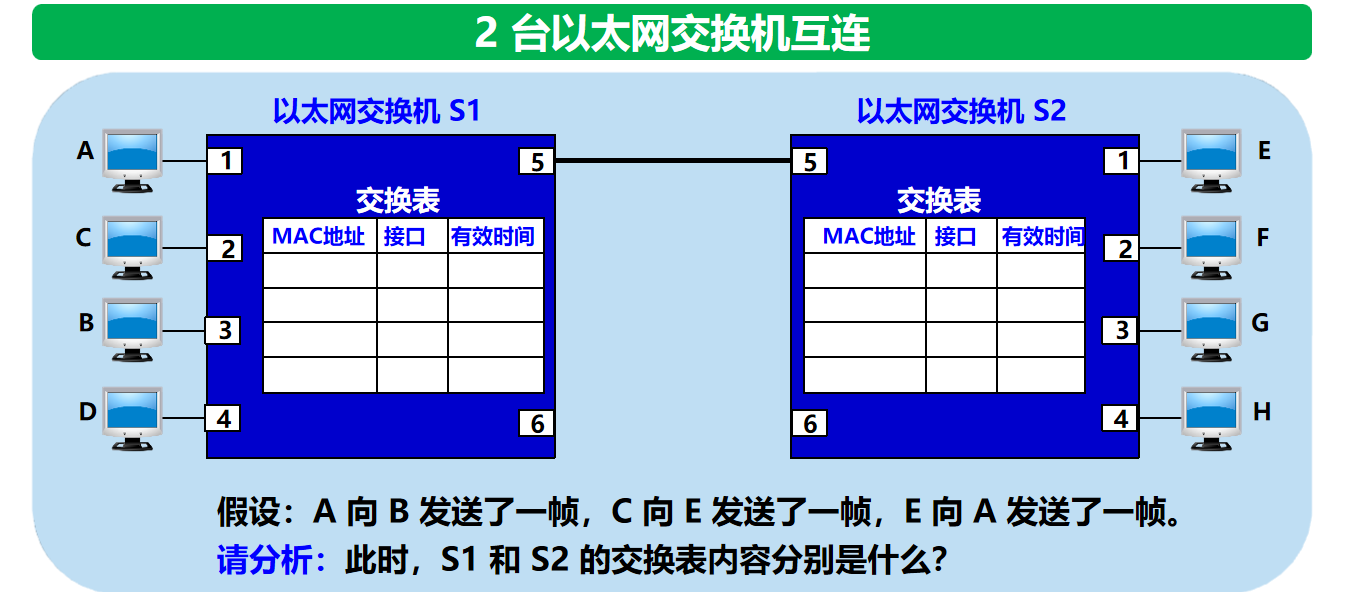 2 台以太网交换机互连
以太网交换机 S1
以太网交换机 S2
A
1
5
5
1
E
交换表
交换表
MAC地址 接口 有效时间
MAC地址 接口 有效时间
C
2
2
F
B
3
3
G
D
4
6
6
4
H
假设：A 向 B 发送了一帧，C 向 E 发送了一帧，E 向 A 发送了一帧。
请分析：此时，S1 和 S2 的交换表内容分别是什么？